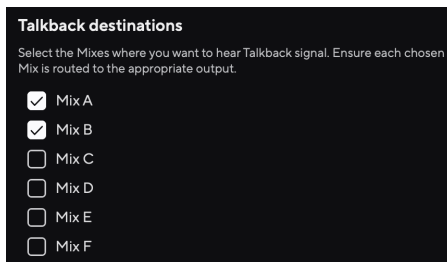 Talkback destinations
Select the Mixes where you want to hear Talkback signal. Ensure each chosen
Mix is routed to the appropriate output.
Mix A
Mix B
Mix C
Mix D
Mix E
Mix F